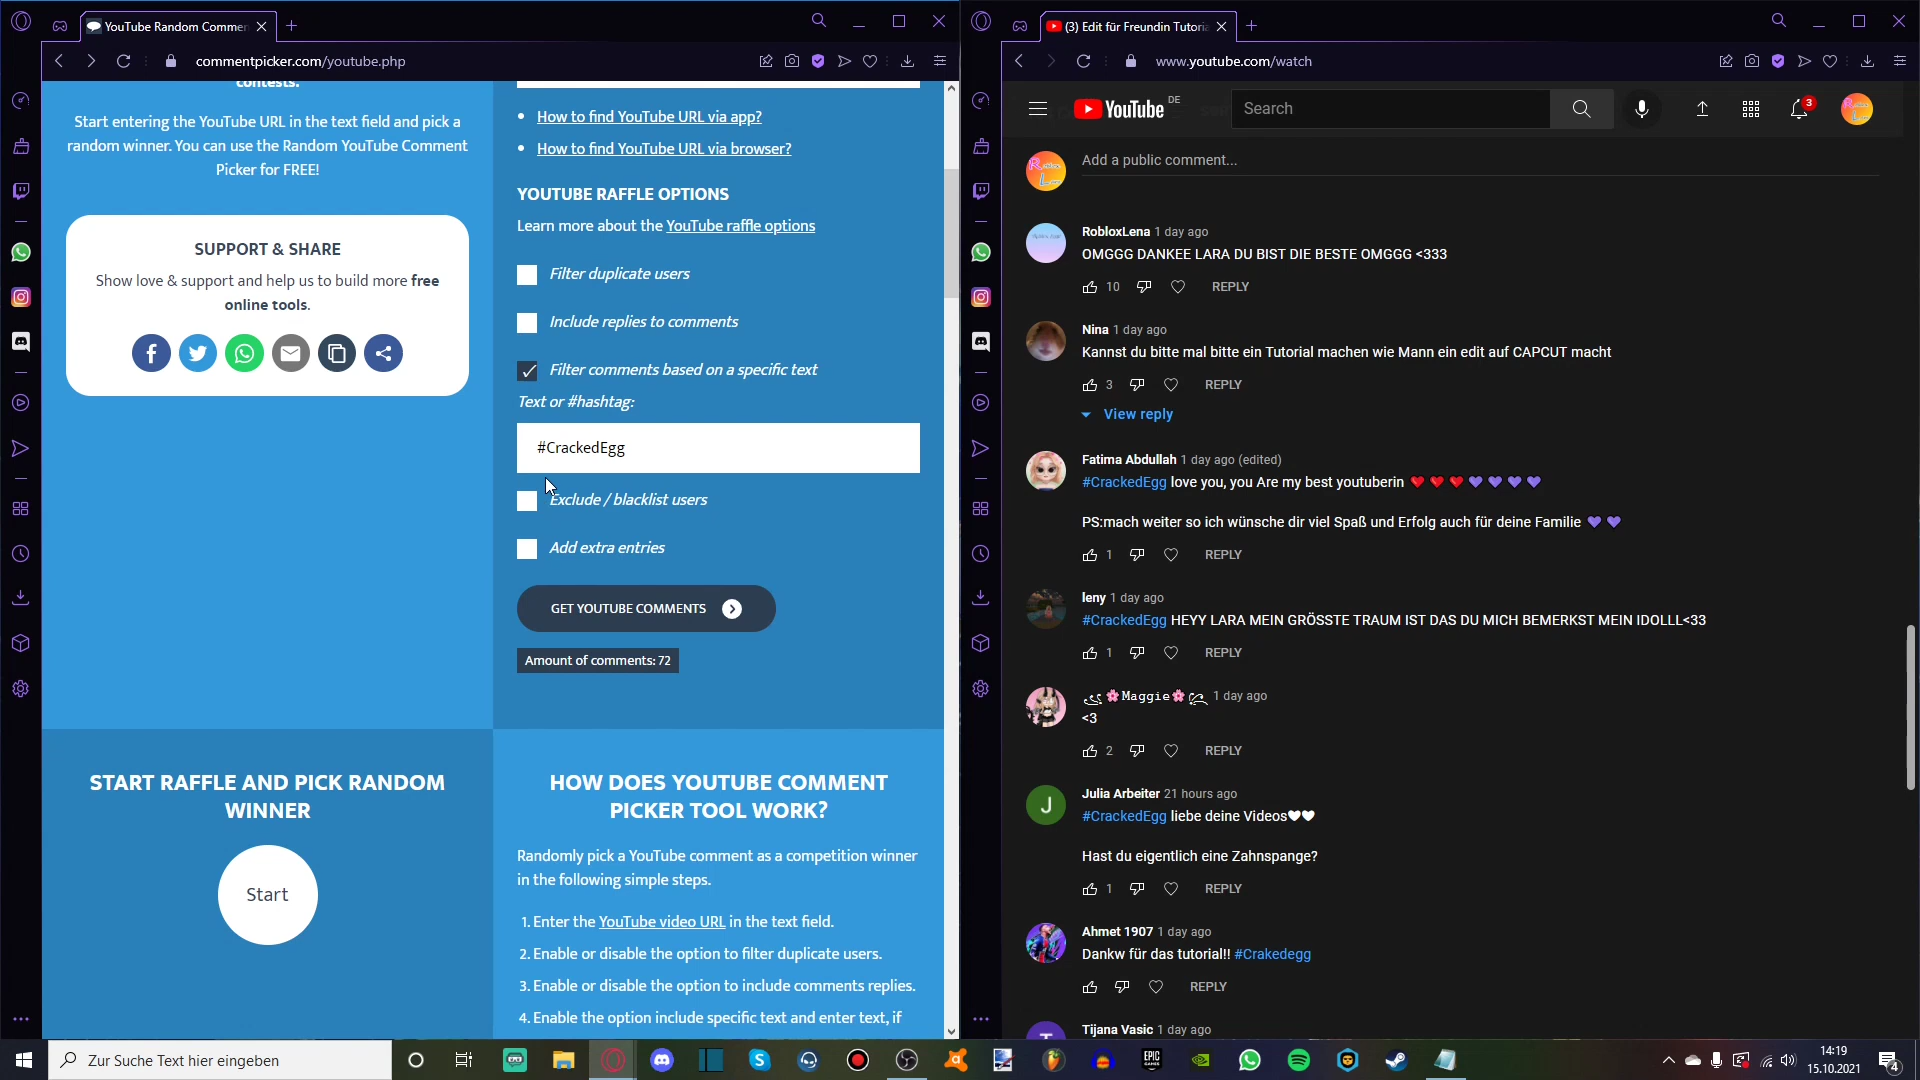 YouTube Random Commen
commentpicker.com/youtube.php
contests.
Start entering the YouTube URL in the text field and pick a
random winner. You can use the Random YouTube Comment
Picker for FREE!
SUPPORT & SHARE
Show love & support and help us to build more free
online tools.
How to find YouTube URL via app?
How to find YouTube URL via browser?
YOUTUBE RAFFLE OPTIONS
Learn more about the YouTube raffle options
Filter duplicate users
Include replies to comments
Filter comments based on a specific text
Text or #hashtag:
#CrackedEgg
Exclude / blacklist users
Add extra entries
GET YOUTUBE COMMENTS
Amount of comments: 72
START RAFFLE AND PICK RANDOM
WINNER
Start
HOW DOES YOUTUBE COMMENT
PICKER TOOL WORK?
Randomly pick a YouTube comment as a competition winner
in the following simple steps.
1. Enter the YouTube video URL in the text field.
2. Enable or disable the option to filter duplicate users.
3. Enable or disable the option to include comments replies.
4. Enable the option include specific text and enter text, if
(3) Edit für Freundin Tutoria
www.youtube.com/watch
YouTube DE
Search
3
Add a public comment...
RobloxLena 1 day ago
OMGGG DANKEE LARA DU BIST DIE BESTE OMGGG <333
10 REPLY
Nina 1 day ago
Kannst du bitte mal bitte ein Tutorial machen wie Mann ein edit auf CAPCUT macht
3 REPLY
View reply
Fatima Abdullah 1 day ago (edited)
#CrackedEgg love you, you Are my best youtuberin ❤️❤️❤️💜💜💜💜
PS:mach weiter so ich wünsche dir viel Spaß und Erfolg auch für deine Familie 💜💜
1 REPLY
leny 1 day ago
#CrackedEgg HEYY LARA MEIN GRÖSSTE TRAUM IST DAS DU MICH BEMERKST MEIN IDOLLL<33
1 REPLY
🌸Maggie🌸 1 day ago
<3
2 REPLY
J
Julia Arbeiter 21 hours ago
#CrackedEgg liebe deine Videos🤍🤍
Hast du eigentlich eine Zahnspange?
1 REPLY
Ahmet 1907 1 day ago
Dankw für das tutorial!! #Crakedegg
REPLY
Tijana Vasic 1 day ago
Zur Suche Text hier eingeben
EPIC
GAMES
14:19
15.10.2021
4